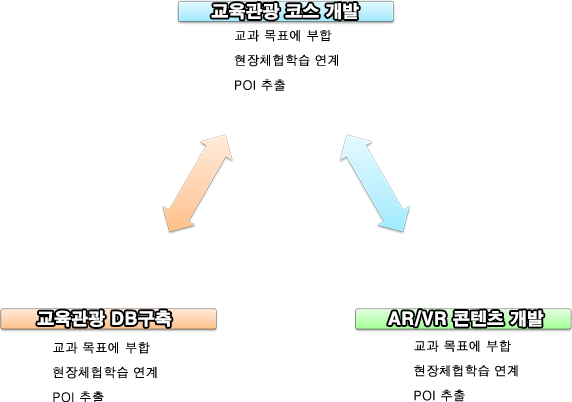 교육관광 코스 개발
교과 목표에 부합
현장체험학습 연계
POI 추출
교육관광 DB구축
교과 목표에 부합
현장체험학습 연계
POI 추출
AR/VR 콘텐츠 개발
교과 목표에 부합
현장체험학습 연계
POI 추출